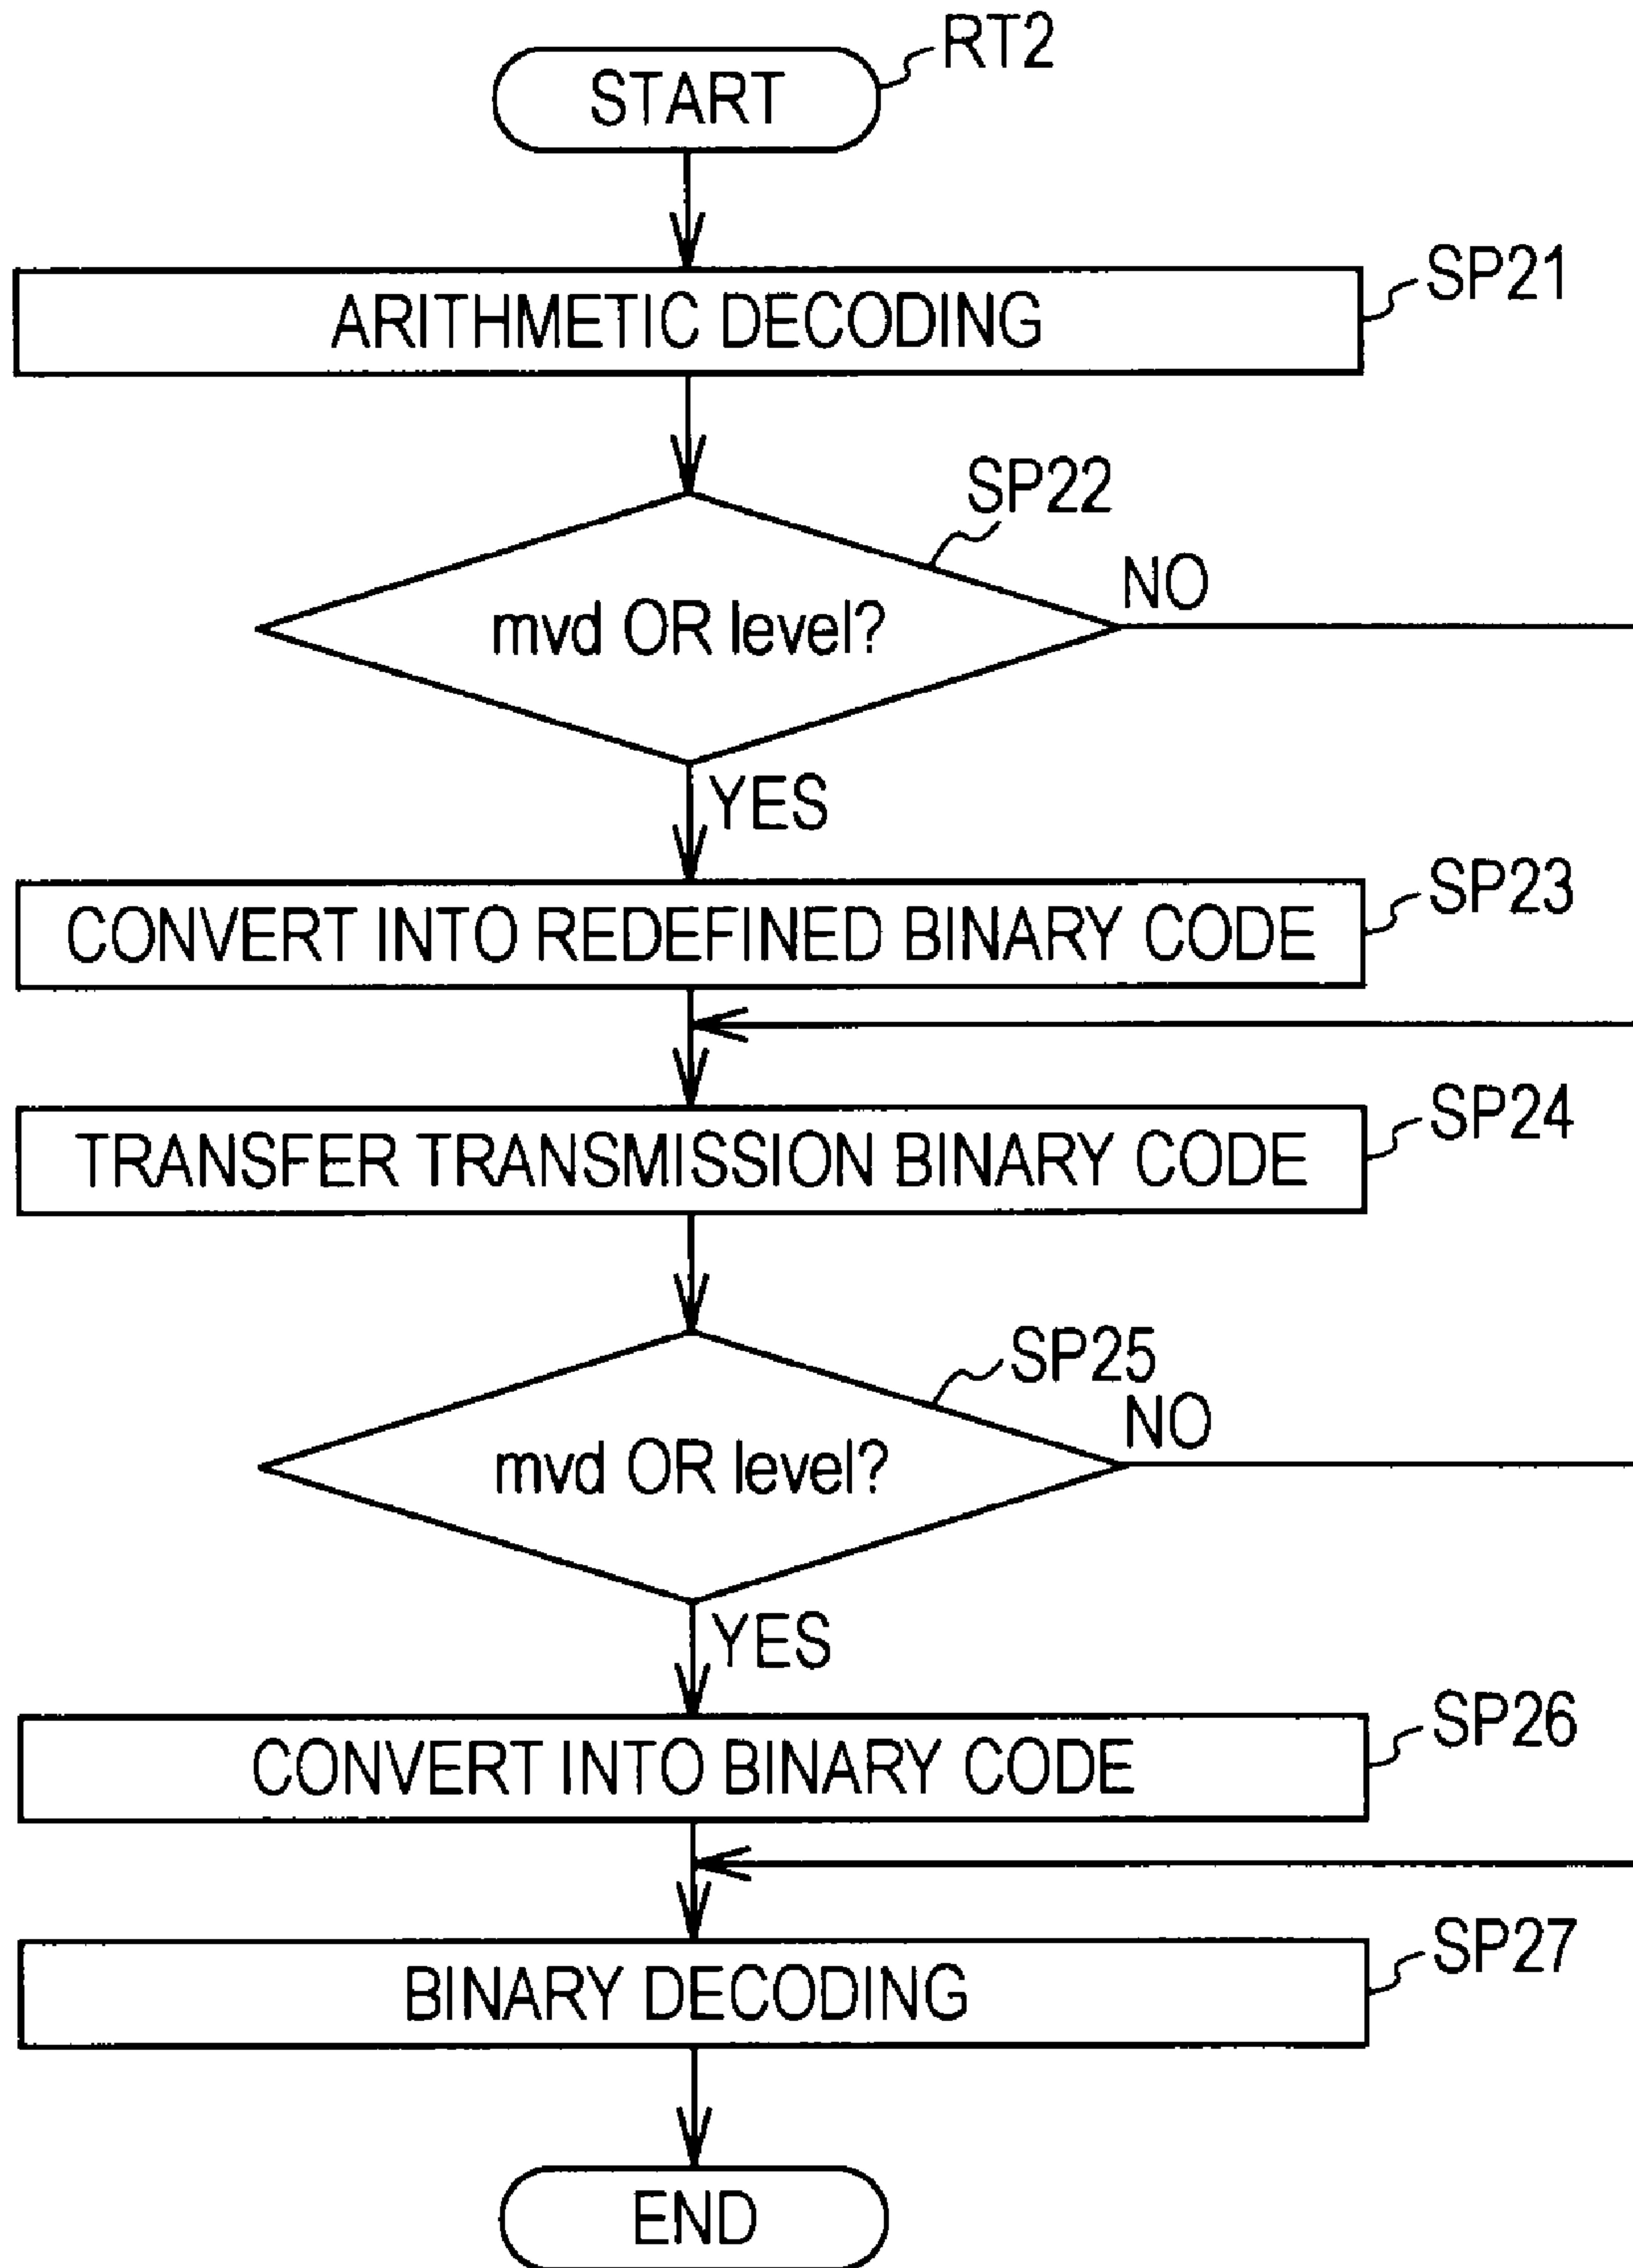 RT2
START
SP21
ARITHMETIC DECODING
SP22
mvd OR level?
NO
YES
SP23
CONVERT INTO REDEFINED BINARY CODE
SP24
TRANSFER TRANSMISSION BINARY CODE
SP25
mvd OR level?
NO
YES
SP26
CONVERT INTO BINARY CODE
SP27
BINARY DECODING
END